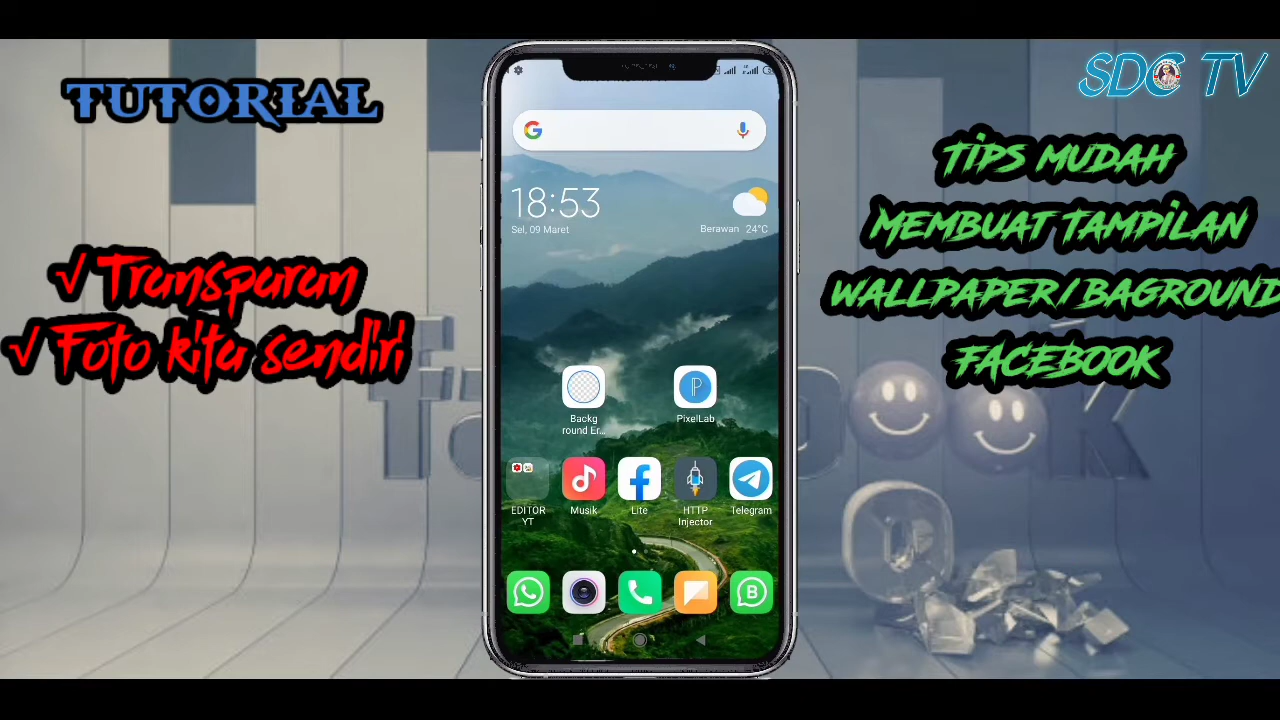 SDC TV
TUTORIAL
√ Transparan
√ Foto kita sendiri
TIPS MUDAH
MEMBUAT TAMPILAN
WALLPAPER/BAGROUND
FACEBOOK
18:53
Sel, 09 Maret
Berawan 24°C
Backg
round Er...
PixelLab
EDITOR
YT
Musik
Lite
HTTP
Injector
Telegram